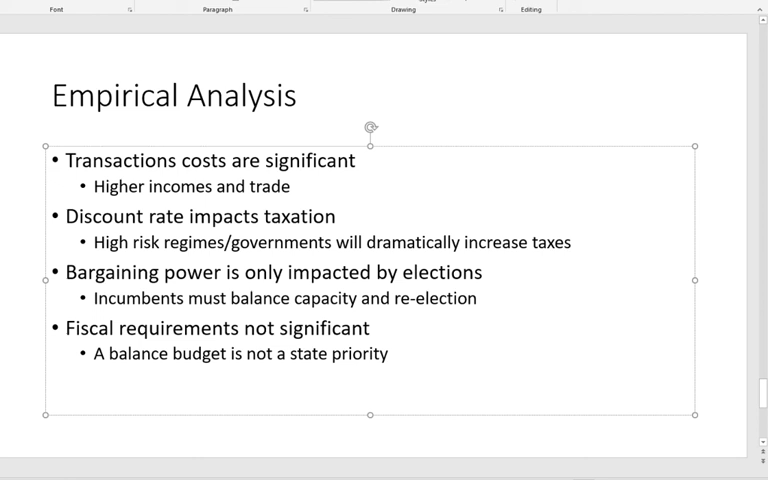 Font
Paragraph
Drawing
Editing
Empirical Analysis
• Transactions costs are significant
• Higher incomes and trade
• Discount rate impacts taxation
• High risk regimes/governments will dramatically increase taxes
• Bargaining power is only impacted by elections
• Incumbents must balance capacity and re-election
• Fiscal requirements not significant
• A balance budget is not a state priority